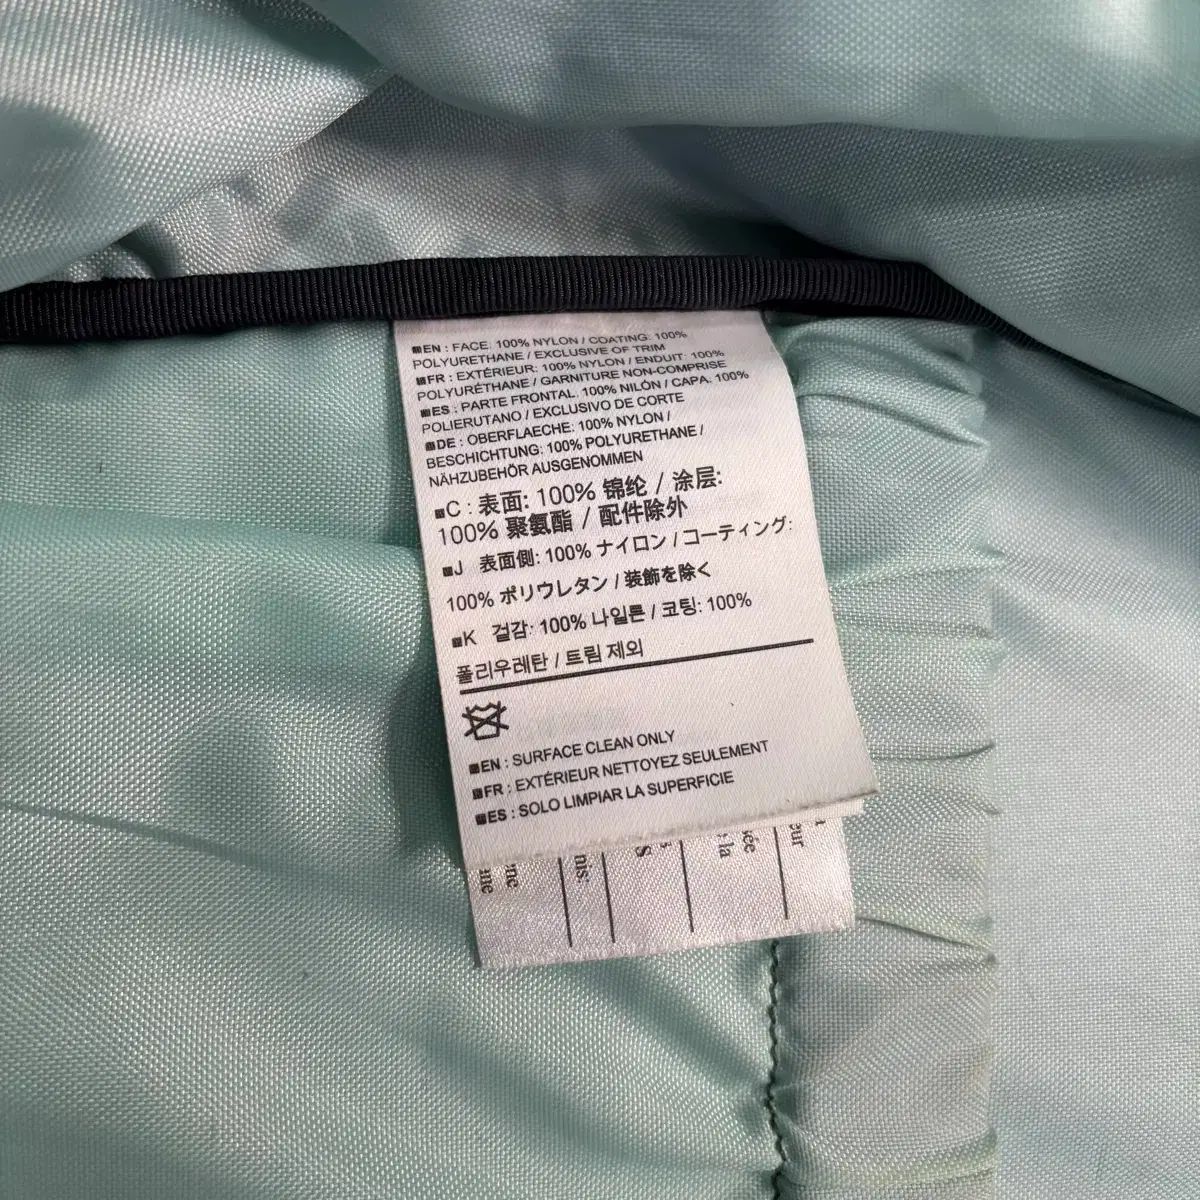 EN : FACE: 100% NYLON / COATING: 100%
POLYURETHANE / EXCLUSIVE OF TRIM
FR : EXTÉRIEUR: 100% NYLON / ENDUIT: 100%
POLYURÉTHANE / GARNITURE NON-COMPRISE
ES : PARTE FRONTAL. 100% NILÓN / CAPA. 100%
POLIERUTANO / EXCLUSIVO DE CORTE
DE : OBERFLAECHE: 100% NYLON /
BESCHICHTUNG: 100% POLYURETHANE /
NÄHZUBEHÖR AUSGENOMMEN
C : 表面: 100% 锦纶 / 涂层:
100% 聚氨酯 / 配件除外
J 表面側: 100% ナイロン / コーティング:
100% ポリウレタン / 装飾を除く
K 겉감: 100% 나일론 / 코팅: 100%
폴리우레탄 / 트림 제외
EN : SURFACE CLEAN ONLY
FR : EXTÉRIEUR NETTOYEZ SEULEMENT
ES : SOLO LIMPIAR LA SUPERFICIE